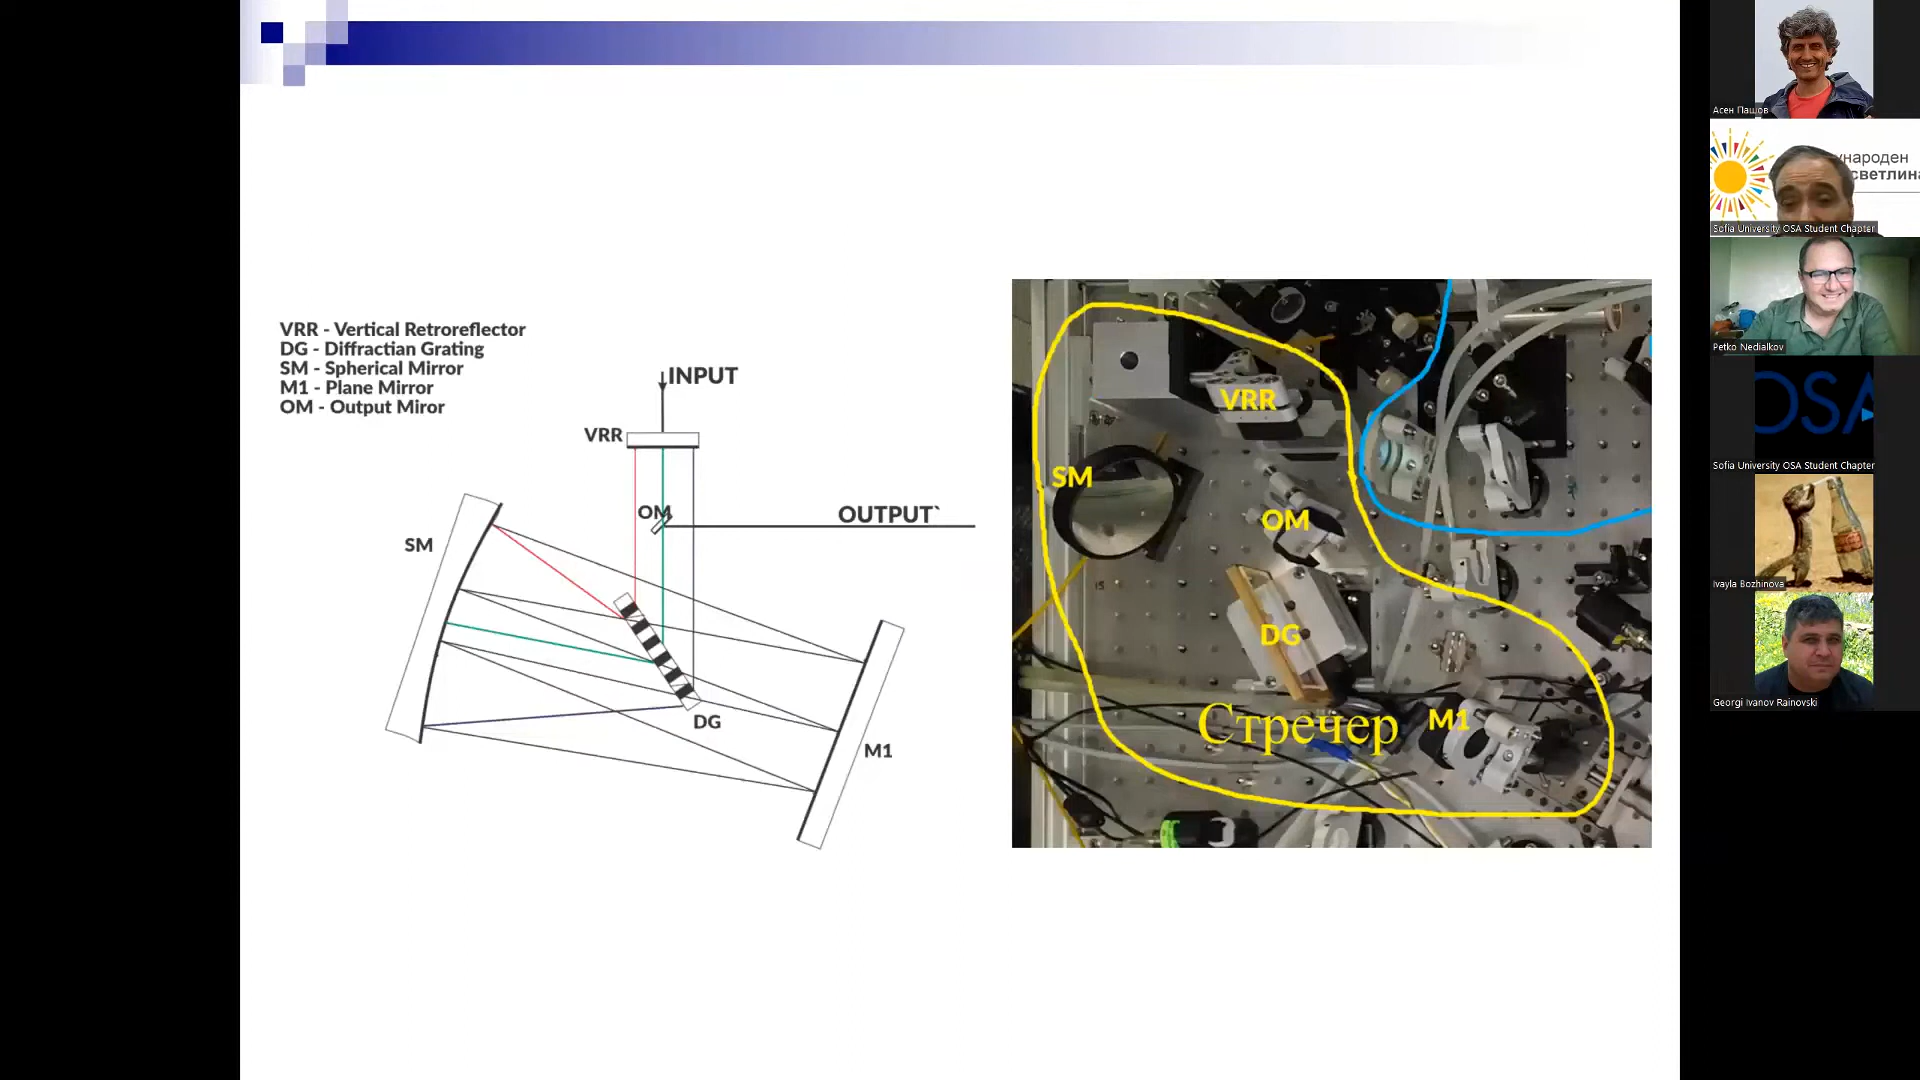 VRR - Vertical Retroreflector
DG - Diffractian Grating
SM - Spherical Mirror
M1 - Plane Mirror
OM - Output Miror
INPUT
VRR
OM
OUTPUT`
SM
DG
M1
VRR
SM
OM
DG
M1
Стречер
Асен Пашов
народен
светлина
Sofia University OSA Student Chapter
Petko Nedialkov
OSA
Sofia University OSA Student Chapter
Ivayla Bozhinova
Georgi Ivanov Rainovski